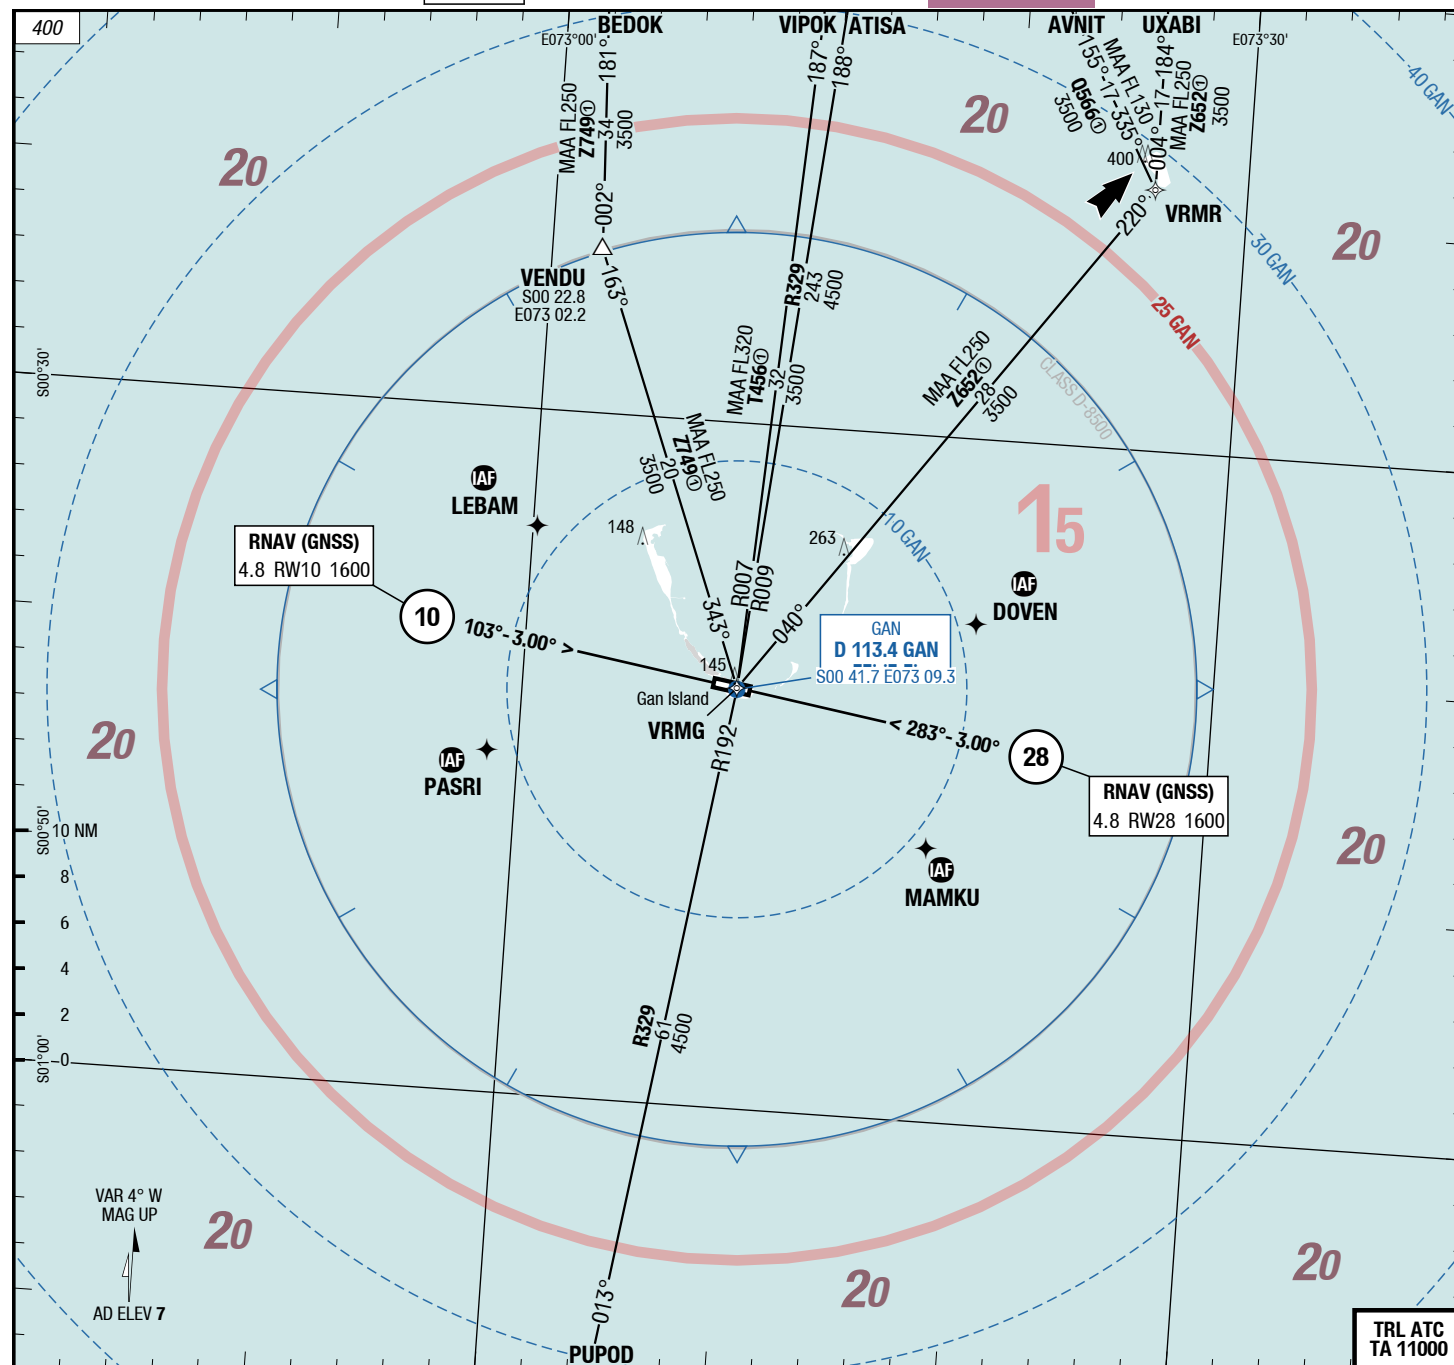 400
BEDOK
VIPOK
ATISA
AVNIT
UXABI
E073°00'
E073°30'
181°
MAA FL250
Z749①
34
3500
002°
187°
188°
155°-17-335°
MAA FL130
Q566①
3500
004°-17-184°
MAA FL250
Z652①
3500
40 GAN
400
VRMR
220°
30 GAN
25 GAN
20
20
20
VENDU
S00 22.8
E073 02.2
163°
R329
243
4500
MAA FL320
T456①
32
3500
MAA FL250
Z652①
28
3500
CLASS D-8500
S00°30'
MAA FL250
Z749①
20
3500
IAF
LEBAM
148
263
10 GAN
15
RNAV (GNSS)
4.8 RW10 1600
10
103°-3.00° >
343°
R007
R009
040°
IAF
DOVEN
GAN
D 113.4 GAN
S00 41.7 E073 09.3
145
Gan Island
VRMG
R192
< 283°-3.00°
28
RNAV (GNSS)
4.8 RW28 1600
20
IAF
PASRI
IAF
MAMKU
20
S00°50'
10 NM
8
6
4
2
0
S01°00'
R329
61
4500
VAR 4° W
MAG UP
AD ELEV 7
20
20
20
013°
PUPOD
TRL ATC
TA 11000